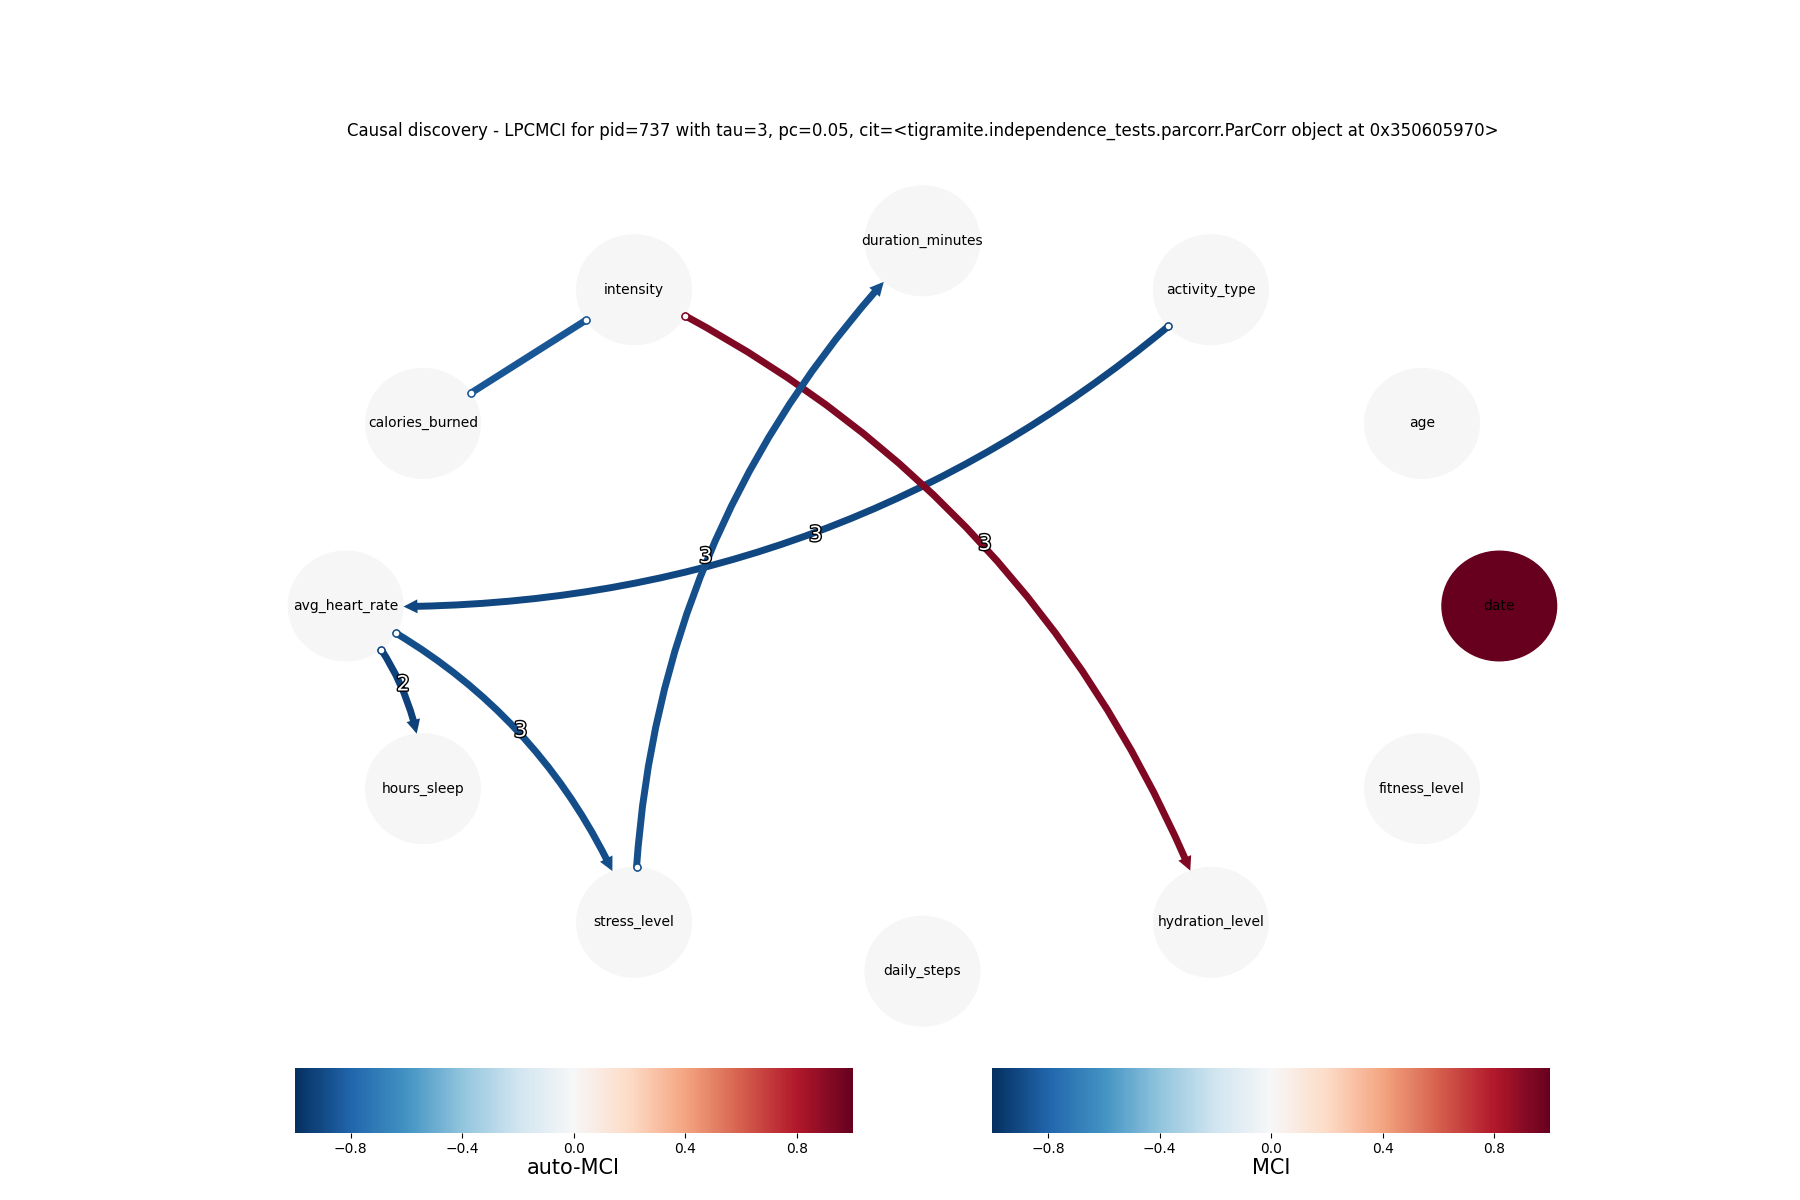 Causal discovery - LPCMCI for pid=737 with tau=3, pc=0.05, cit=<tigramite.independence_tests.parcorr.ParCorr object at 0x350605970>
duration_minutes
intensity
activity_type
calories_burned
age
3
3
3
avg_heart_rate
date
2
3
hours_sleep
fitness_level
stress_level
hydration_level
daily_steps
−0.8 −0.4 0.0 0.4 0.8
auto-MCI
−0.8 −0.4 0.0 0.4 0.8
MCI